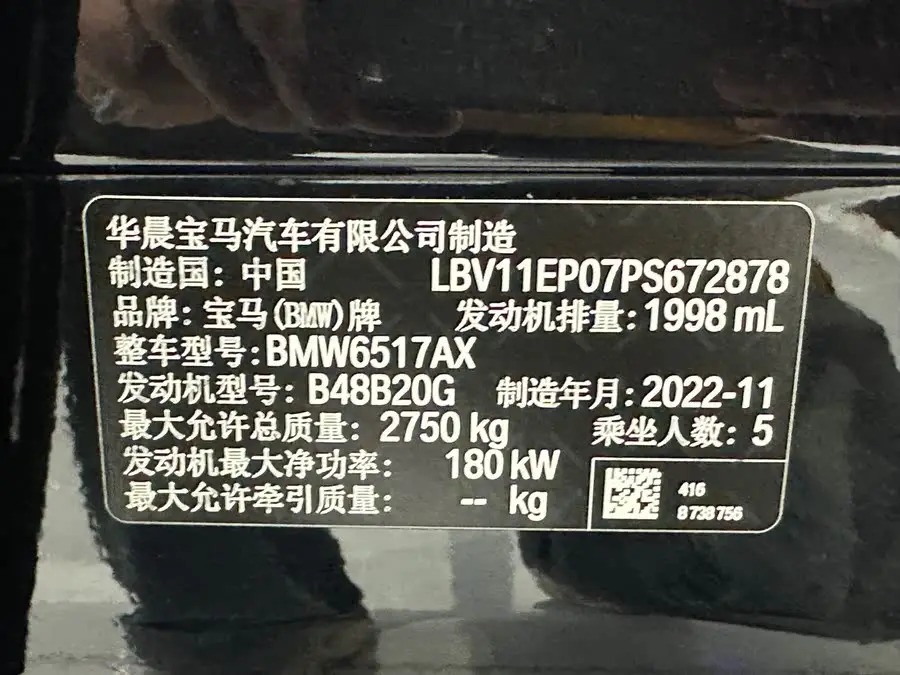 华晨宝马汽车有限公司制造
制造国：中国 LBV11EP07PS672878
品牌：宝马(BMW)牌 发动机排量：1998 mL
整车型号：BMW6517AX
发动机型号：B48B20G 制造年月：2022-11
最大允许总质量：2750 kg 乘坐人数：5
发动机最大净功率：180 kW
最大允许牵引质量：-- kg
416
8738756